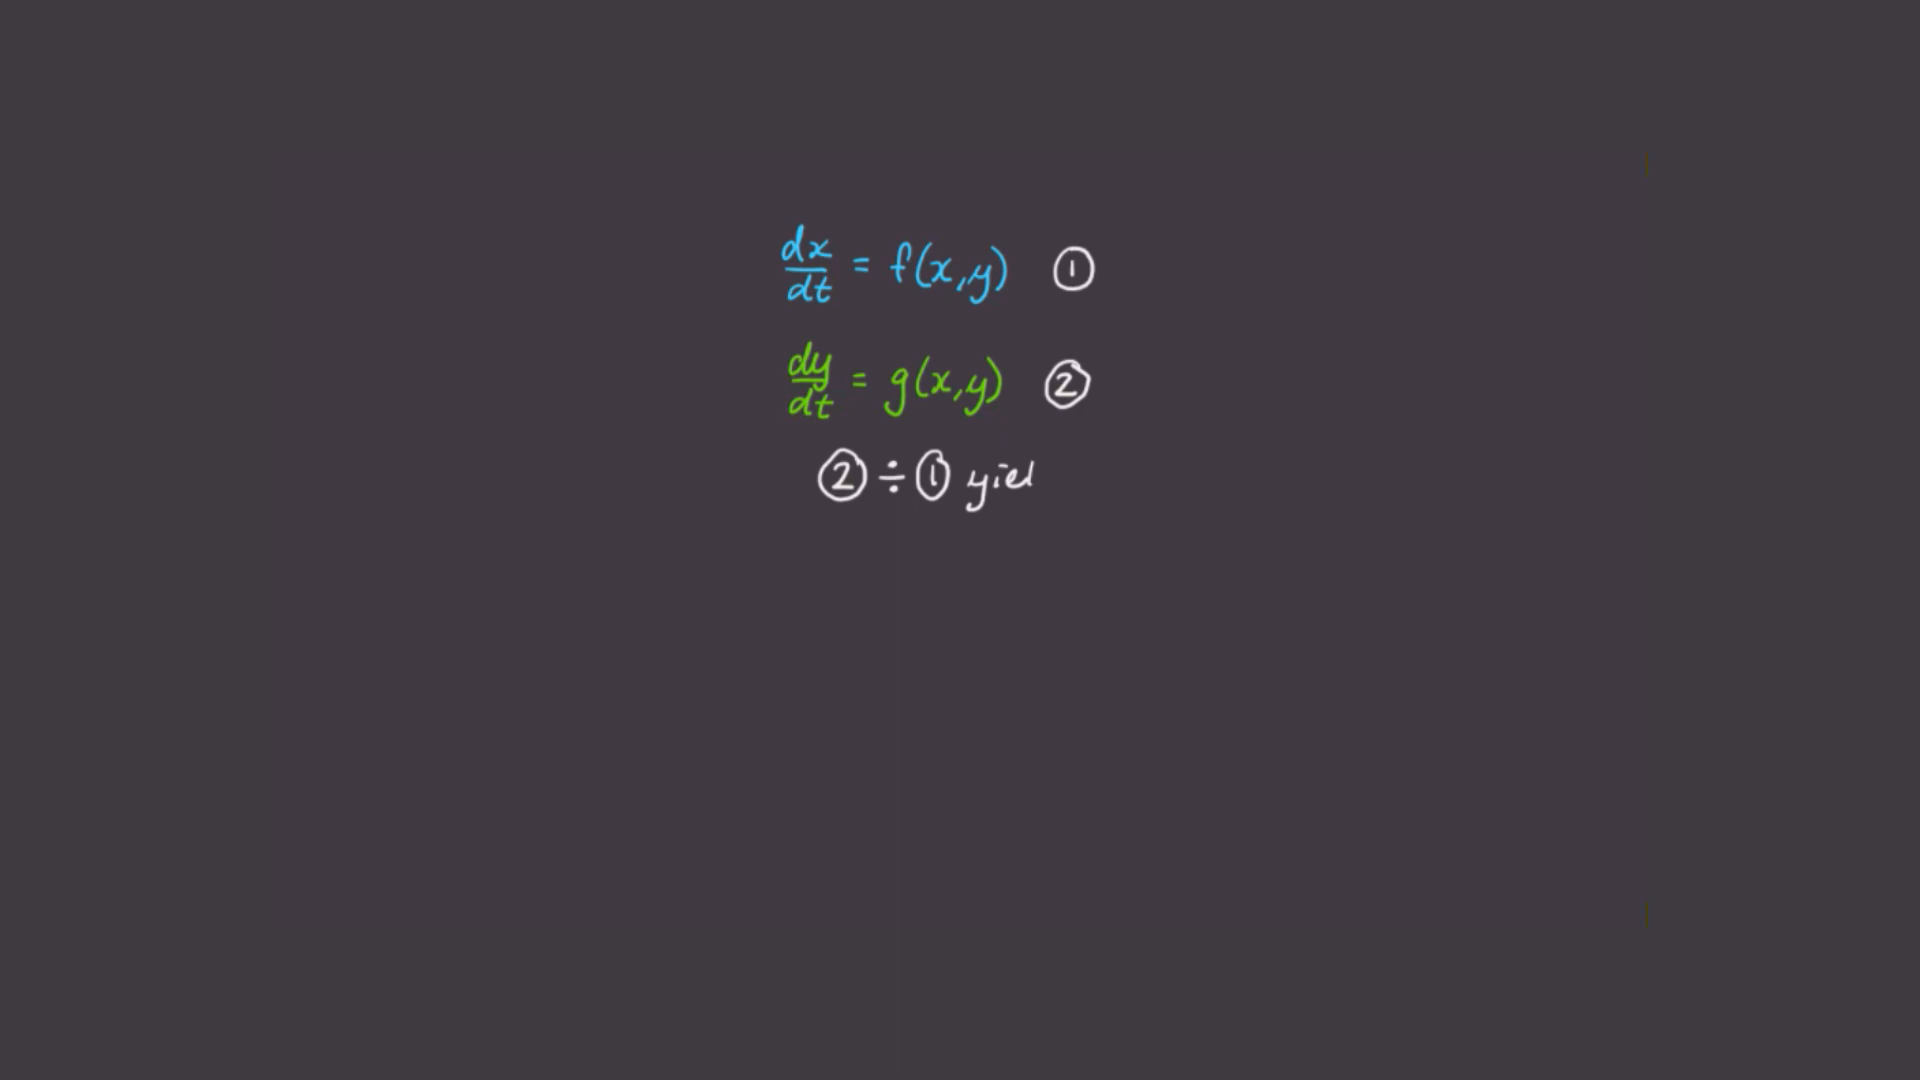 dx/dt = f(x,y) ①
dy/dt = g(x,y) ②
② ÷ ① yiel